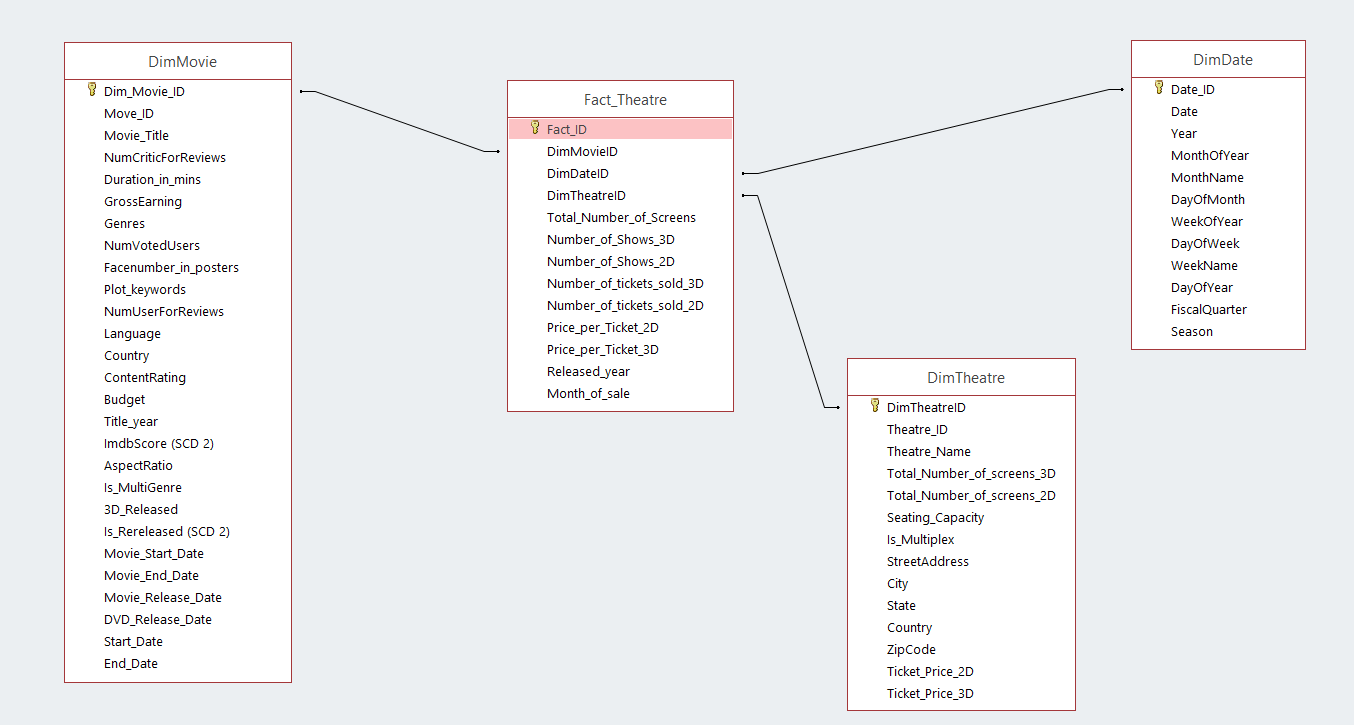 DimMovie
Dim_Movie_ID
Move_ID
Movie_Title
NumCriticForReviews
Duration_in_mins
GrossEarning
Genres
NumVotedUsers
Facenumber_in_posters
Plot_keywords
NumUserForReviews
Language
Country
ContentRating
Budget
Title_year
ImdbScore (SCD 2)
AspectRatio
Is_MultiGenre
3D_Released
Is_Rereleased (SCD 2)
Movie_Start_Date
Movie_End_Date
Movie_Release_Date
DVD_Release_Date
Start_Date
End_Date
Fact_Theatre
Fact_ID
DimMovieID
DimDateID
DimTheatreID
Total_Number_of_Screens
Number_of_Shows_3D
Number_of_Shows_2D
Number_of_tickets_sold_3D
Number_of_tickets_sold_2D
Price_per_Ticket_2D
Price_per_Ticket_3D
Released_year
Month_of_sale
DimDate
Date_ID
Date
Year
MonthOfYear
MonthName
DayOfMonth
WeekOfYear
DayOfWeek
WeekName
DayOfYear
FiscalQuarter
Season
DimTheatre
DimTheatreID
Theatre_ID
Theatre_Name
Total_Number_of_screens_3D
Total_Number_of_screens_2D
Seating_Capacity
Is_Multiplex
StreetAddress
City
State
Country
ZipCode
Ticket_Price_2D
Ticket_Price_3D